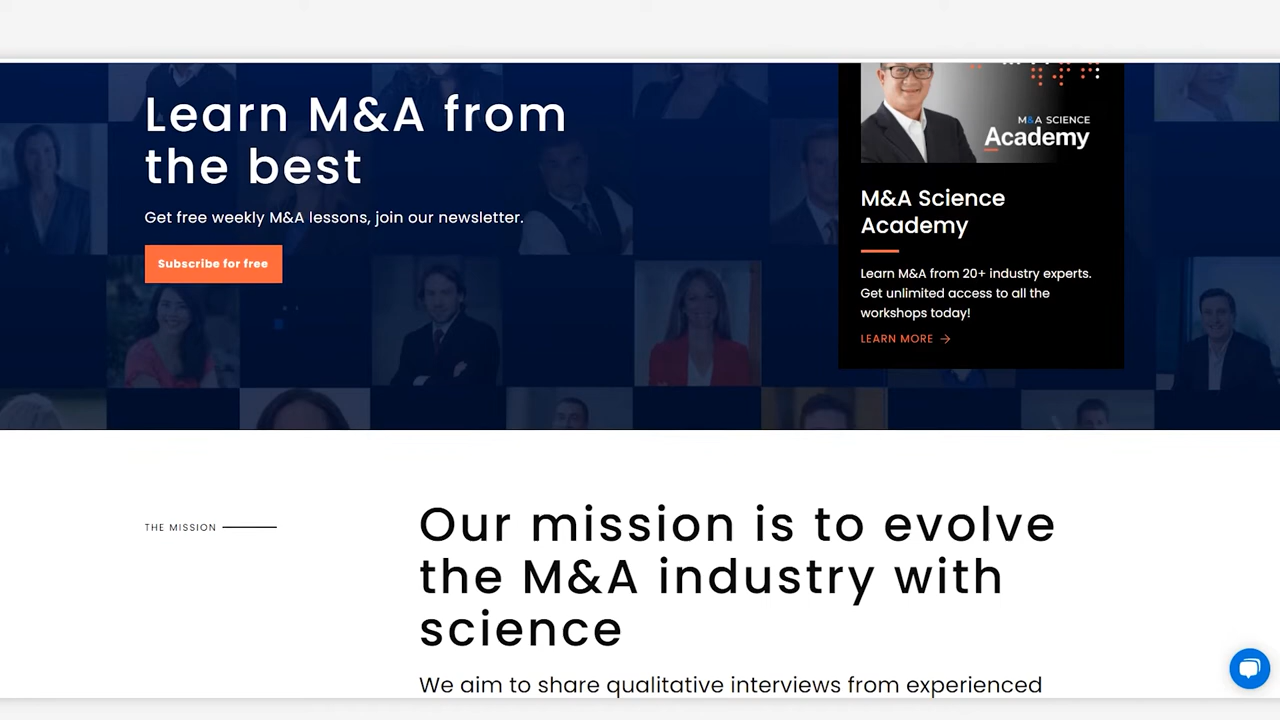 Learn M&A from
the best
Get free weekly M&A lessons, join our newsletter.
Subscribe for free
M&A SCIENCE
Academy
M&A Science
Academy
Learn M&A from 20+ industry experts.
Get unlimited access to all the
workshops today!
LEARN MORE
THE MISSION
Our mission is to evolve
the M&A industry with
science
We aim to share qualitative interviews from experienced